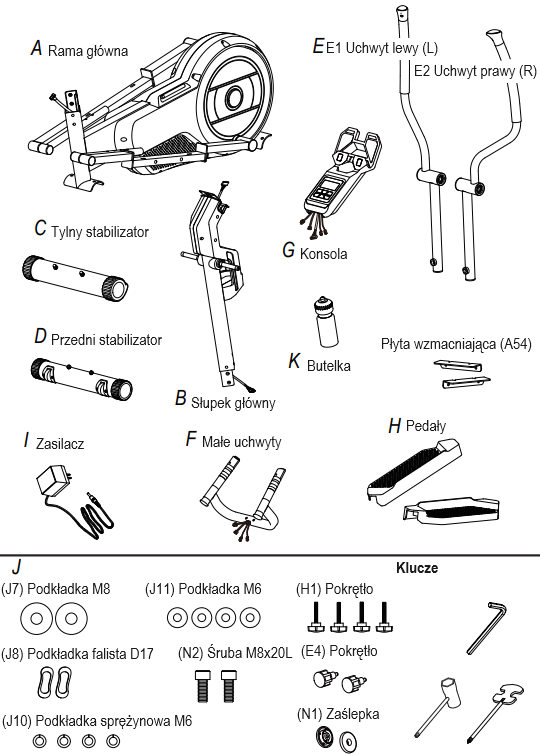 A Rama główna
E E1 Uchwyt lewy (L)
E2 Uchwyt prawy (R)
C Tylny stabilizator
G Konsola
D Przedni stabilizator
K Butelka
Płyta wzmacniająca (A54)
B Słupek główny
I Zasilacz
F Małe uchwyty
H Pedały
J
Klucze
(J7) Podkładka M8
(J11) Podkładka M6
(H1) Pokrętło
(J8) Podkładka falista D17
(N2) Śruba M8x20L
(E4) Pokrętło
(J10) Podkładka sprężynowa M6
(N1) Zaślepka